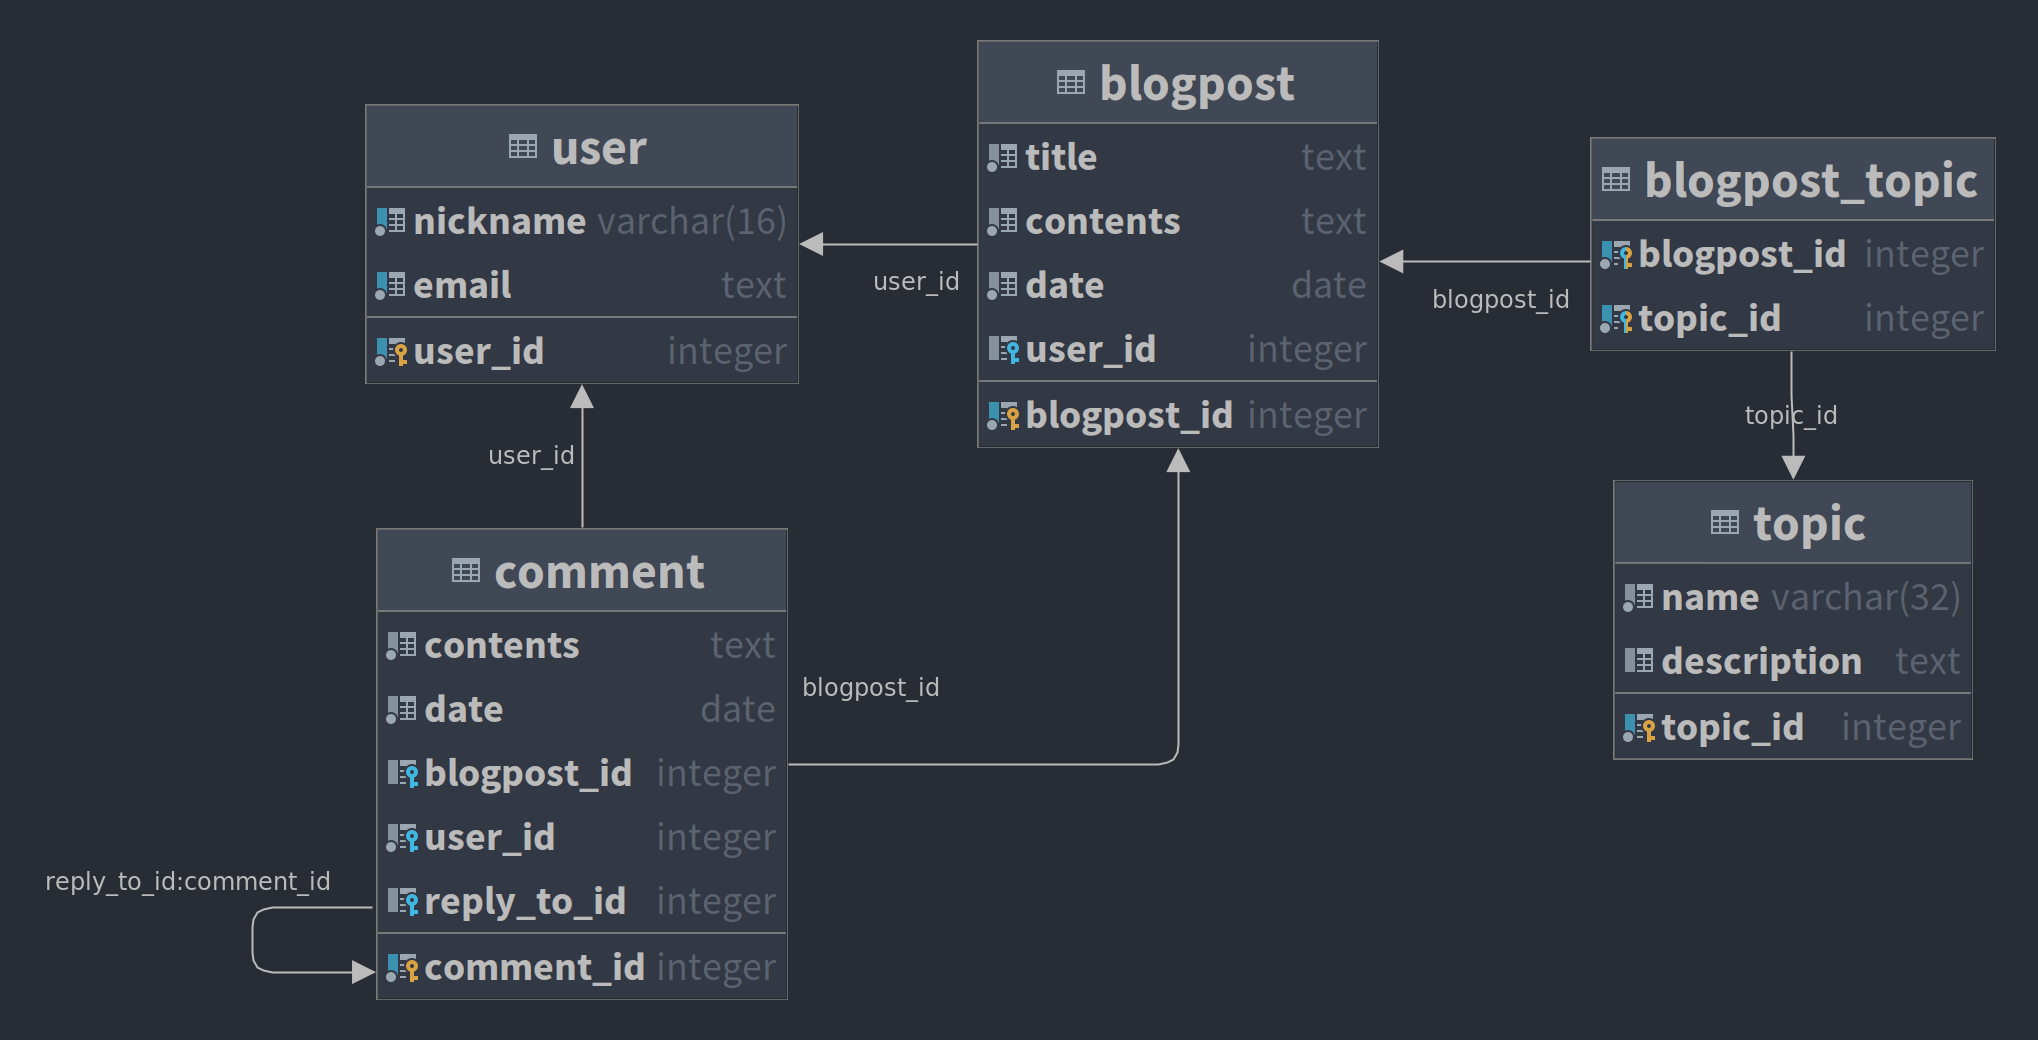 user
nickname varchar(16)
email text
user_id integer
user_id
blogpost
title text
contents text
date date
user_id integer
blogpost_id integer
blogpost_id
blogpost_topic
blogpost_id integer
topic_id integer
topic_id
topic
name varchar(32)
description text
topic_id integer
user_id
comment
contents text
date date
blogpost_id integer
user_id integer
reply_to_id integer
comment_id integer
blogpost_id
reply_to_id:comment_id